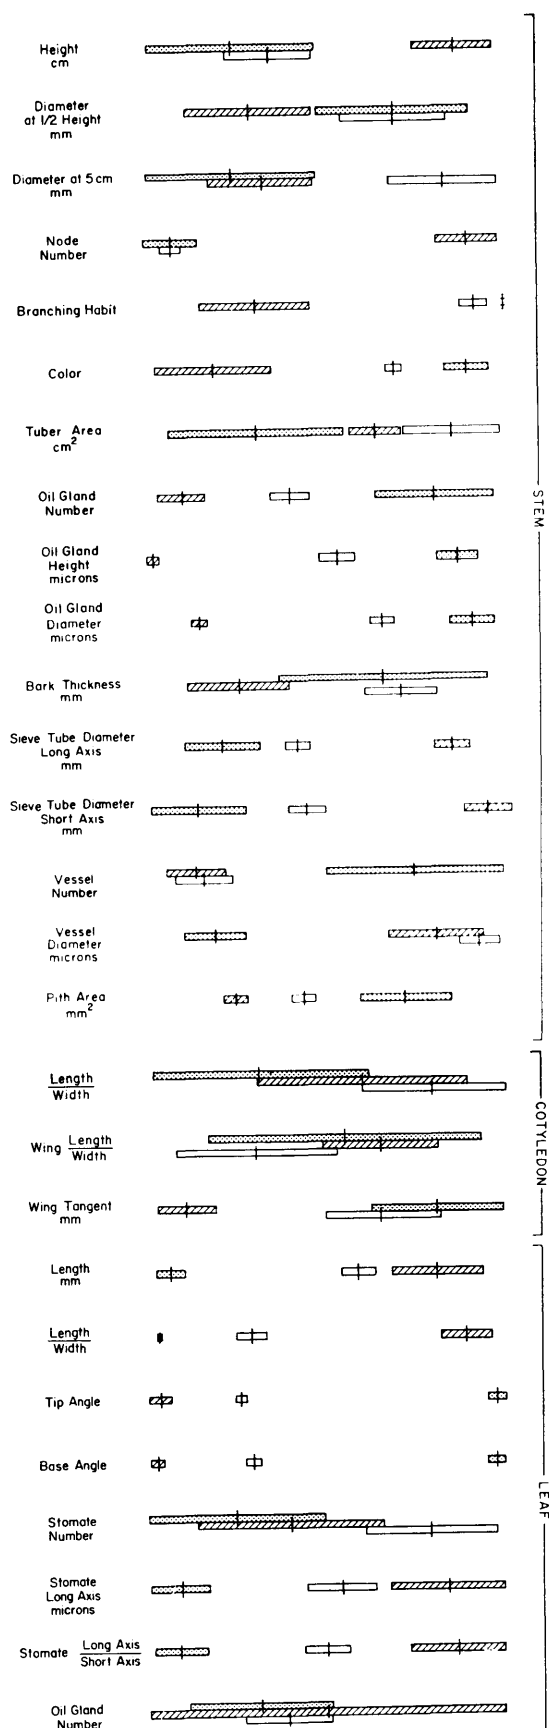 Height
cm
Diameter
at 1/2 Height
mm
Diameter at 5 cm
mm
Node
Number
Branching Habit
Color
Tuber Area
cm²
Oil Gland
Number
Oil Gland
Height
microns
Oil Gland
Diameter
microns
Bark Thickness
mm
Sieve Tube Diameter
Long Axis
mm
Sieve Tube Diameter
Short Axis
mm
Vessel
Number
Vessel
Diameter
microns
Pith Area
mm²
STEM
Length
Width
Wing Length
Width
Wing Tangent
mm
COTYLEDON
Length
mm
Length
Width
Tip Angle
Base Angle
Stomate
Number
Stomate
Long Axis
microns
Stomate Long Axis
Short Axis
Oil Gland
Number
LEAF